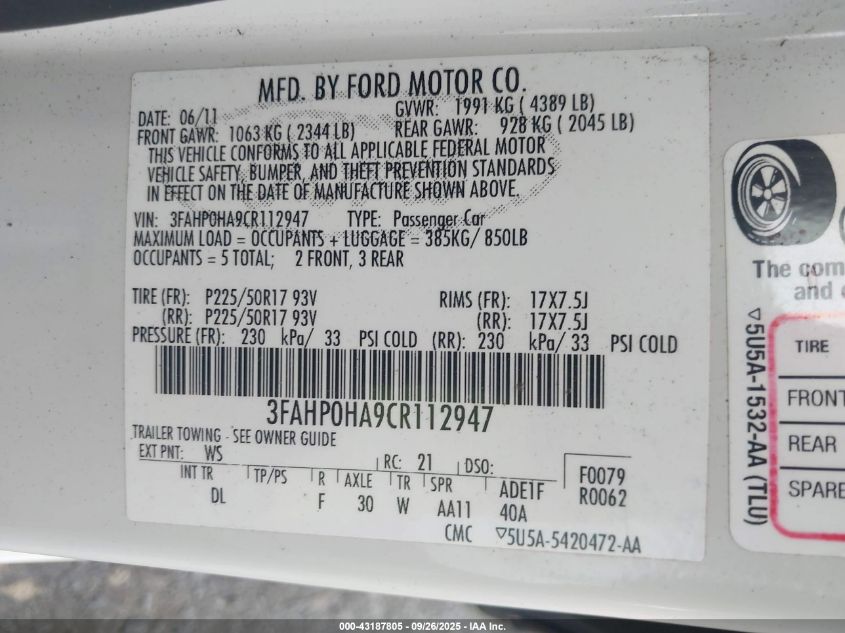 MFD. BY FORD MOTOR CO.
DATE: 06/11 GVWR: 1991 KG ( 4389 LB)
FRONT GAWR: 1063 KG ( 2344 LB) REAR GAWR: 928 KG ( 2045 LB)
THIS VEHICLE CONFORMS TO ALL APPLICABLE FEDERAL MOTOR
VEHICLE SAFETY, BUMPER, AND THEFT PREVENTION STANDARDS
IN EFFECT ON THE DATE OF MANUFACTURE SHOWN ABOVE.
VIN: 3FAHP0HA9CR112947 TYPE: Passenger Car
MAXIMUM LOAD = OCCUPANTS + LUGGAGE = 385KG/ 850LB
OCCUPANTS = 5 TOTAL; 2 FRONT, 3 REAR
TIRE (FR): P225/50R17 93V RIMS (FR): 17X7.5J
(RR): P225/50R17 93V (RR): 17X7.5J
PRESSURE (FR): 230 kPa/ 33 PSI COLD (RR): 230 kPa/ 33 PSI COLD
3FAHP0HA9CR112947
TRAILER TOWING - SEE OWNER GUIDE
EXT PNT: WS RC: 21 DSO: F0079
R0062
INT TR TP/PS R AXLE TR SPR ADE1F
DL F 30 W AA11 40A
CMC ▽5U5A-5420472-AA
The com
and
▽5U5A-1532-AA (TLU)
TIRE
FRONT
REAR
SPARE
000-43187805 - 09/26/2025 - IAA Inc.